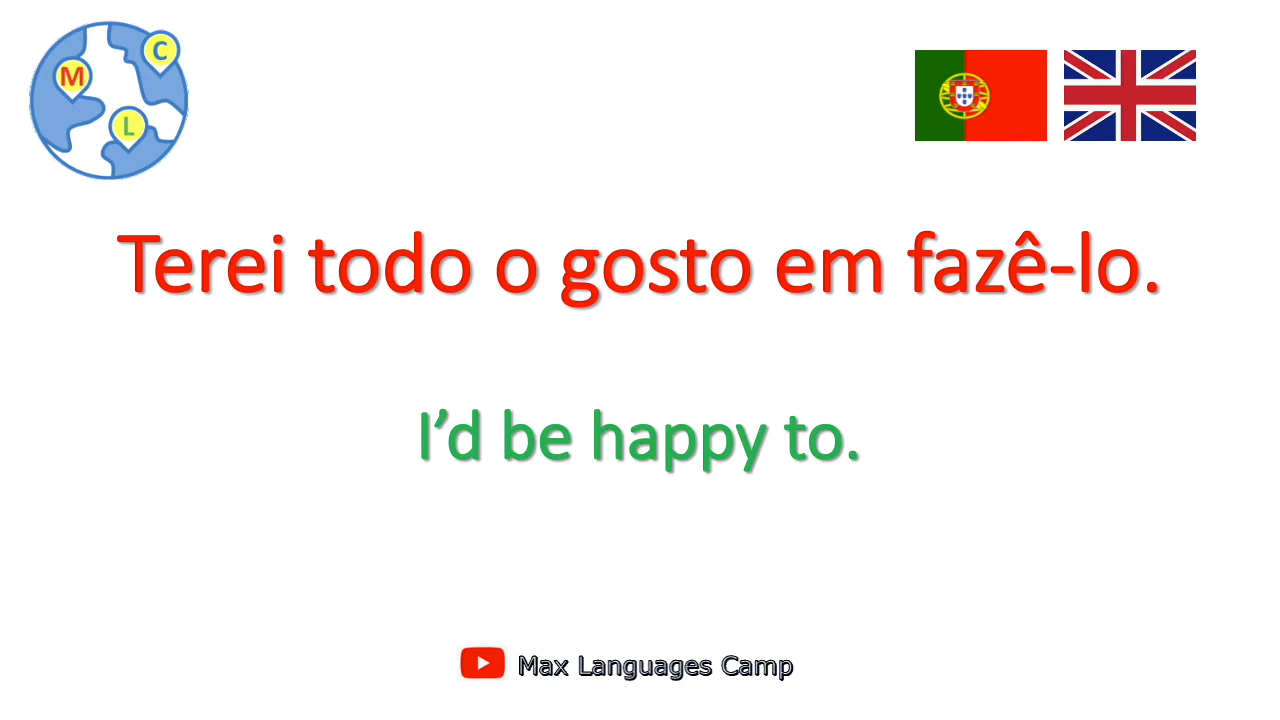 M
C
L
Terei todo o gosto em fazê-lo.
I’d be happy to.
Max Languages Camp